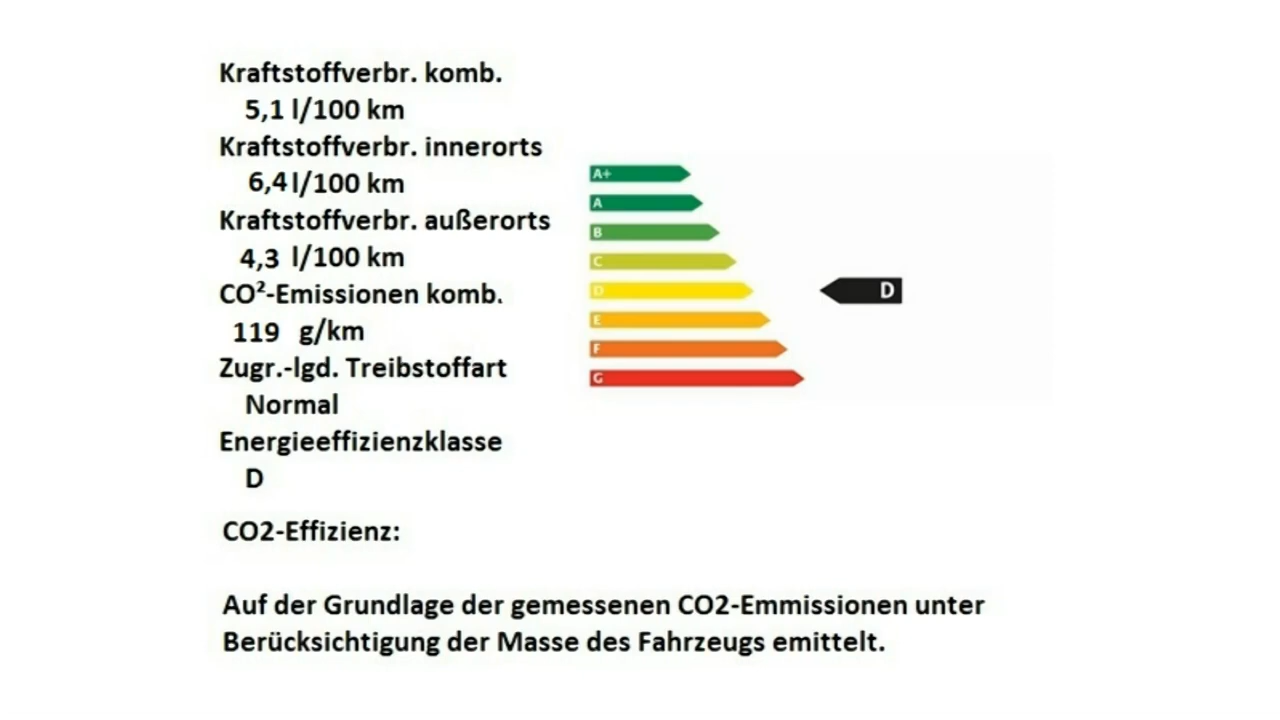 Kraftstoffverbr. komb.
5,1 l/100 km
Kraftstoffverbr. innerorts
6,4 l/100 km
Kraftstoffverbr. außerorts
4,3 l/100 km
CO²-Emissionen komb.
119 g/km
Zugr.-lgd. Treibstoffart
Normal
Energieeffizienzklasse
D
A+
A
B
C
D
E
F
G
D
CO2-Effizienz:
Auf der Grundlage der gemessenen CO2-Emmissionen unter
Berücksichtigung der Masse des Fahrzeugs emittelt.